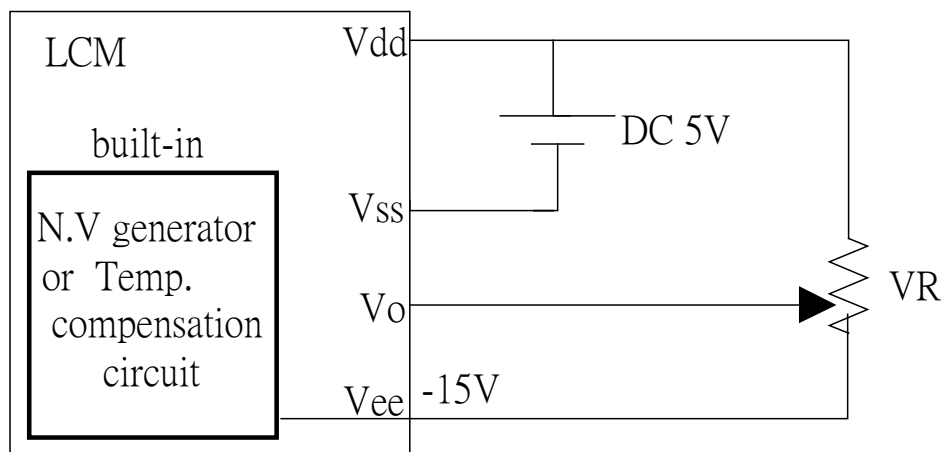 LCM
Vdd
DC 5V
built-in
N.V generator
or Temp.
compensation
circuit
Vss
Vo
VR
Vee
-15V